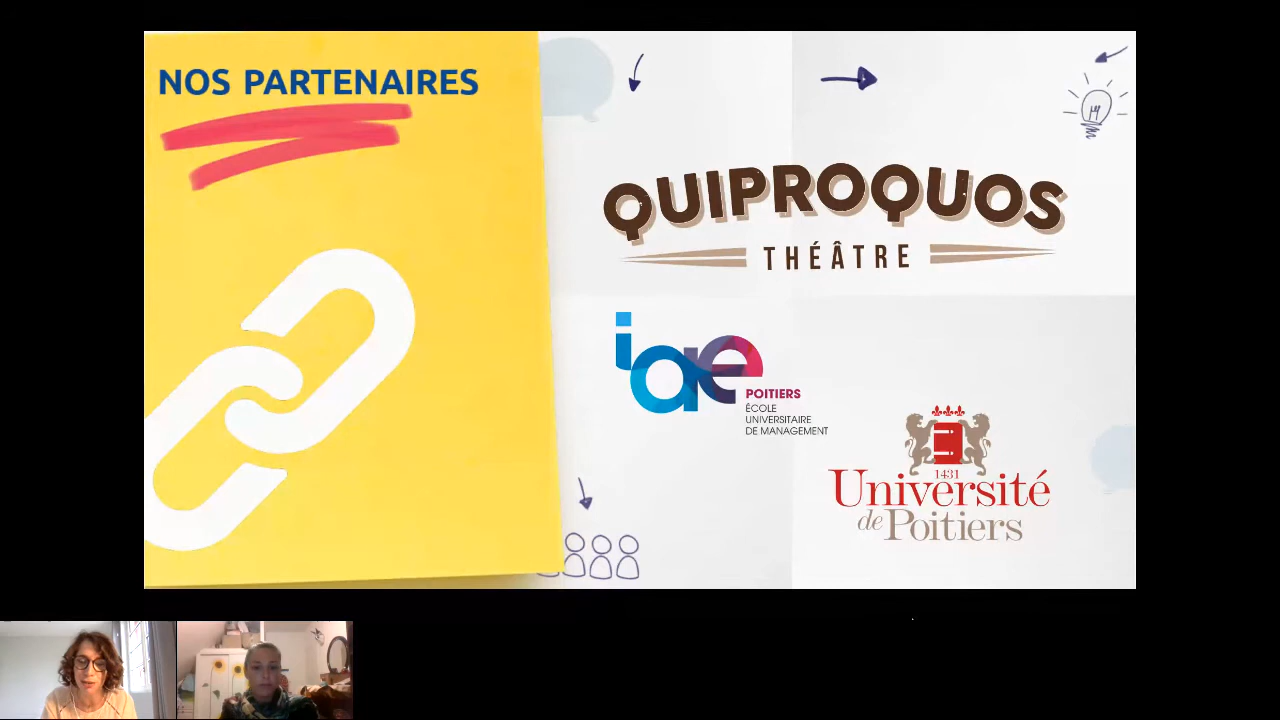 NOS PARTENAIRES
QUIPROQUOS
THÉÂTRE
iae
POITIERS
ÉCOLE
UNIVERSITAIRE
DE MANAGEMENT
1431
Université
de Poitiers